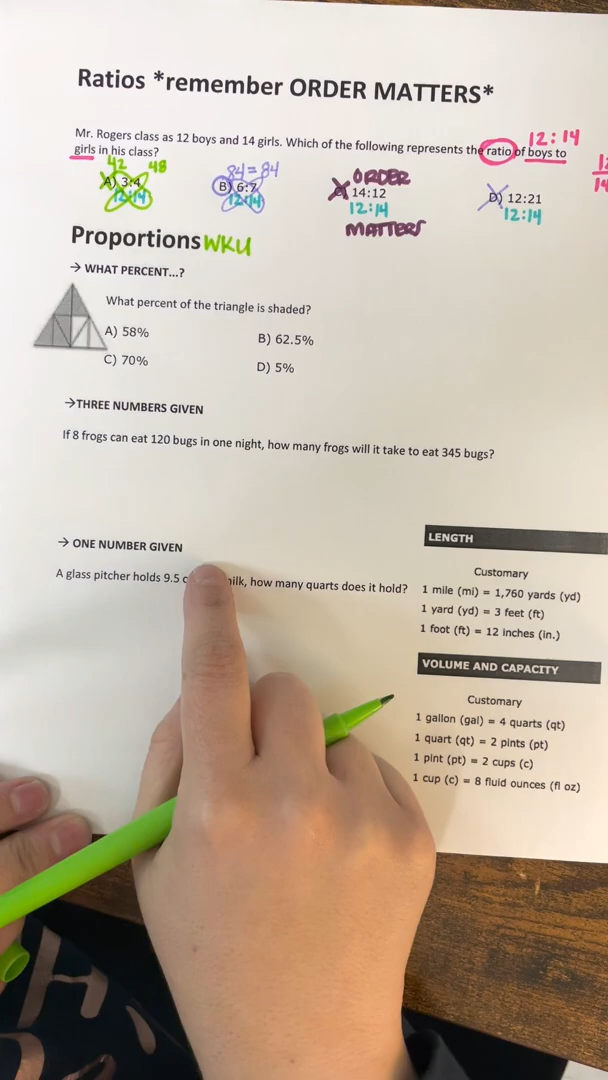 Ratios *remember ORDER MATTERS*
12:14
Mr. Rogers class as 12 boys and 14 girls. Which of the following represents the ratio of boys to
girls in his class?
12
14
42 48
84=84
ORDER
A) 3:4
B) 6:7
14:12
D) 12:21
12:14
12:14
12:14
12:14
MATTERS
Proportions WKU
→ WHAT PERCENT...?
What percent of the triangle is shaded?
A) 58%
B) 62.5%
C) 70%
D) 5%
→THREE NUMBERS GIVEN
If 8 frogs can eat 120 bugs in one night, how many frogs will it take to eat 345 bugs?
→ ONE NUMBER GIVEN
A glass pitcher holds 9.5 milk, how many quarts does it hold?
LENGTH
Customary
1 mile (mi) = 1,760 yards (yd)
1 yard (yd) = 3 feet (ft)
1 foot (ft) = 12 inches (in.)
VOLUME AND CAPACITY
Customary
1 gallon (gal) = 4 quarts (qt)
1 quart (qt) = 2 pints (pt)
1 pint (pt) = 2 cups (c)
1 cup (c) = 8 fluid ounces (fl oz)